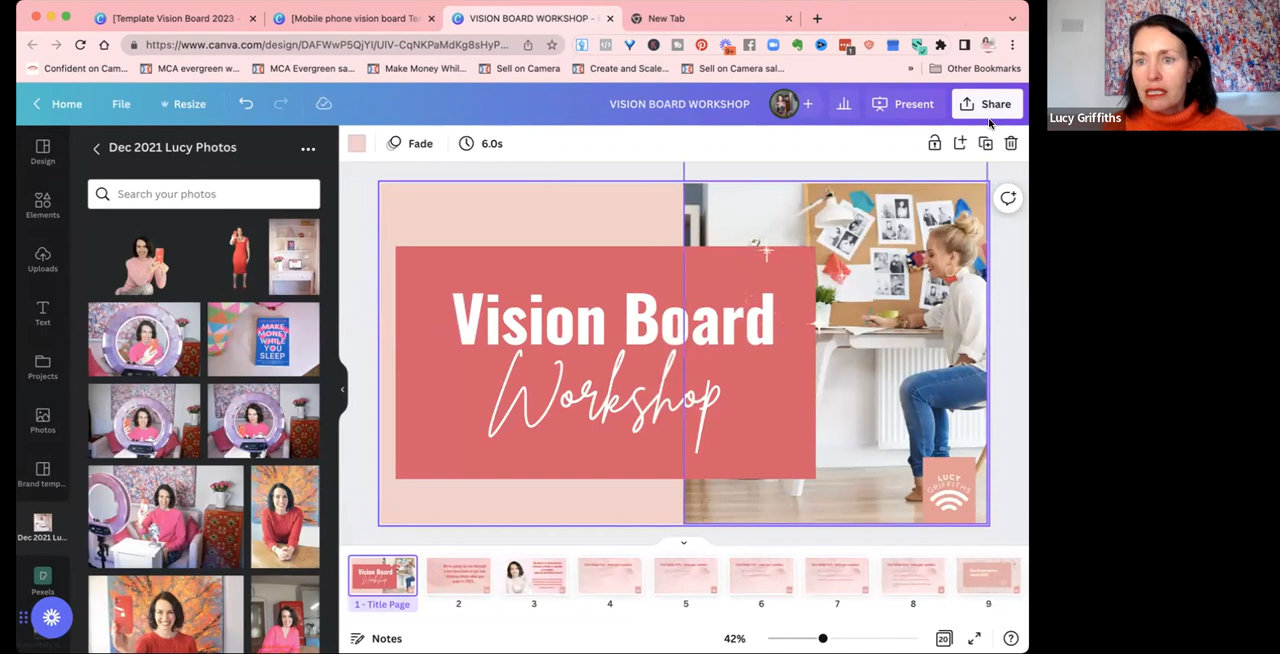 [Template Vision Board 2023 -
[Mobile phone vision board Te
VISION BOARD WORKSHOP -
New Tab
https://www.canva.com/design/DAFWwP5QjYI/UIV-CqNKPaMdKg8sHyP...
Confident on Cam...
MCA evergreen w...
MCA Evergreen sa...
Make Money Whil...
Sell on Camera
Create and Scale...
Sell on Camera sal...
»
Other Bookmarks
Lucy Griffiths
Home
File
Resize
VISION BOARD WORKSHOP
Present
Share
Design
Elements
Uploads
Text
Projects
Photos
Brand temp...
Dec 2021 Lu...
Pexels
Dec 2021 Lucy Photos
Search your photos
MAKE
MONEY
WHILE
YOU
SLEEP
Fade
6.0s
Vision Board
Workshop
LUCY
GRIFFITHS
Vision Board
Workshop
1 - Title Page
2
3
4
5
6
7
8
9
Notes
42%
20